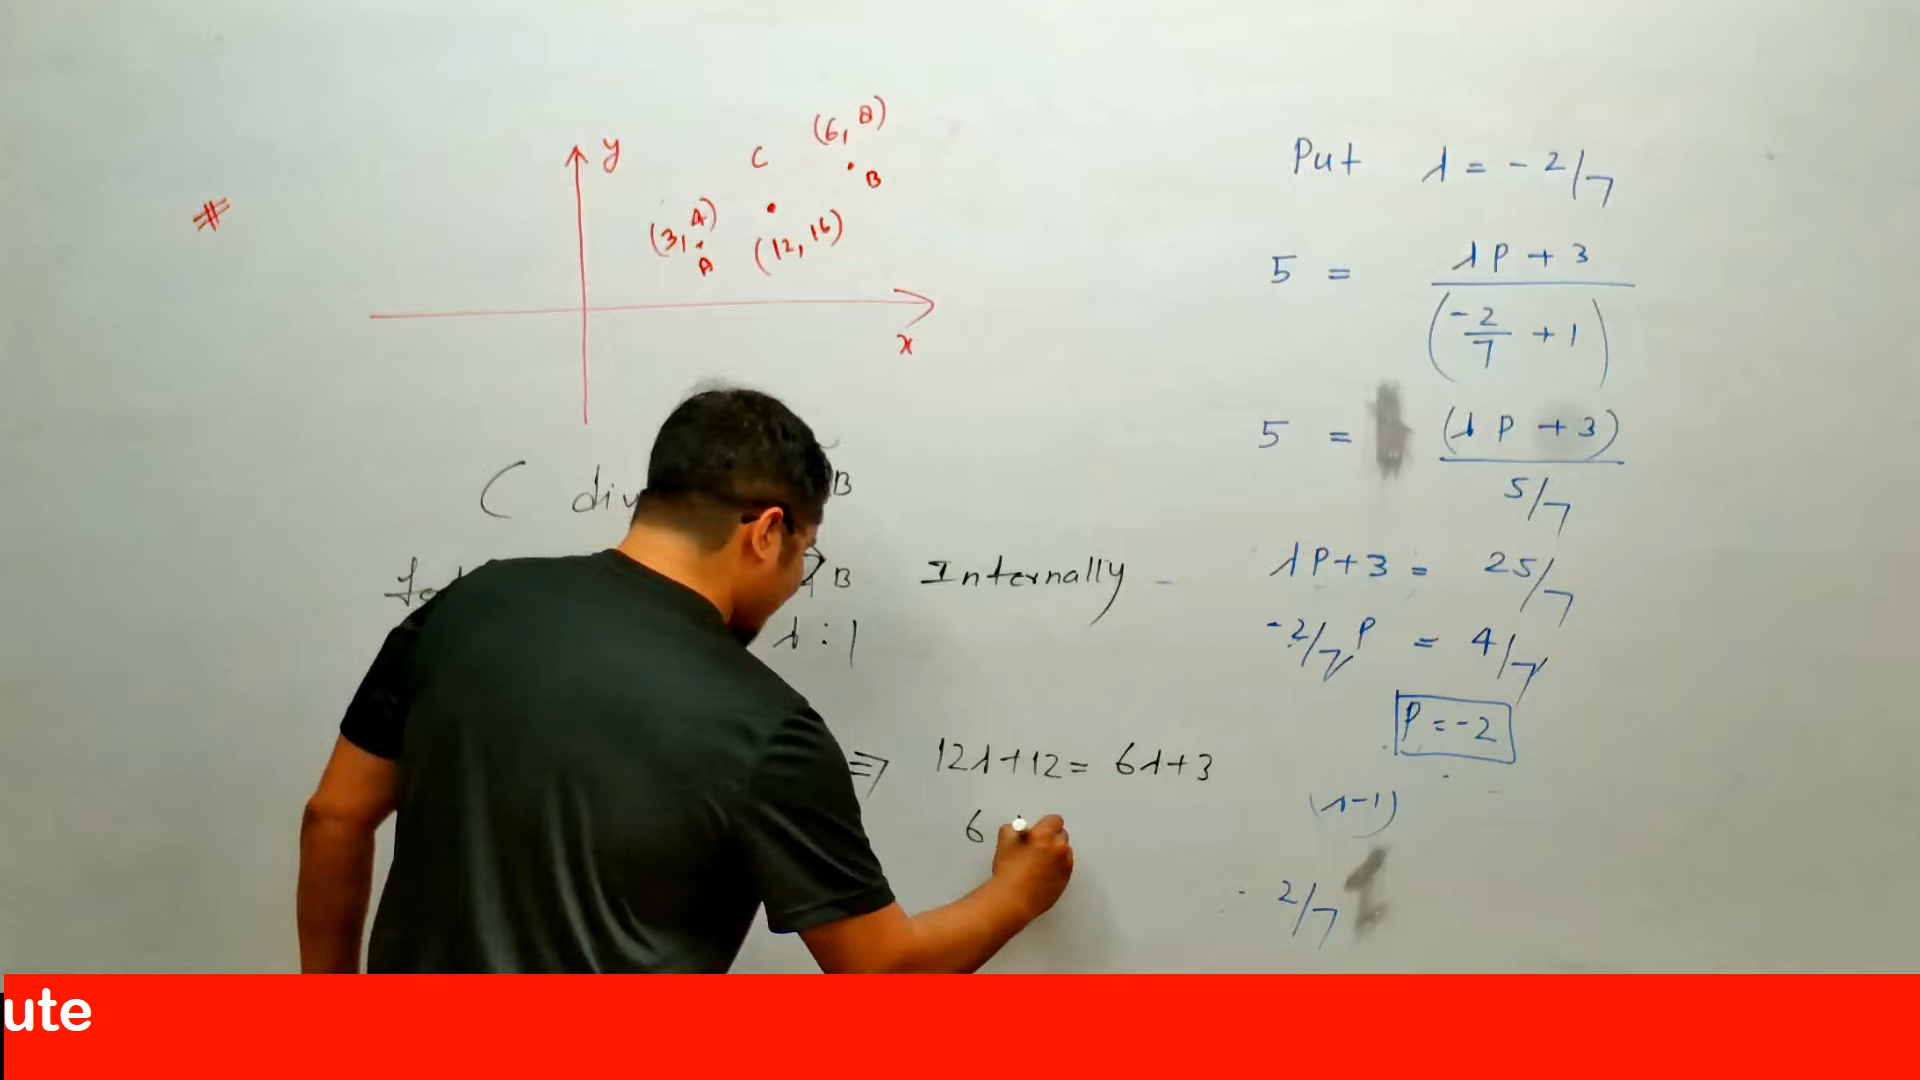 #
y
C
(6, 8)
B
(3, 4)
A
(12, 16)
x
C
B
B Internally
λ : 1
⇒ 12λ+12 = 6λ+3
6
Put λ = - 2/7
5 = λP + 3 / (-2/7 + 1)
5 = (λP + 3) / 5/7
λP+3 = 25/7
-2/7 P = 4/7
P = -2
(λ-1)
- 2/7
ute